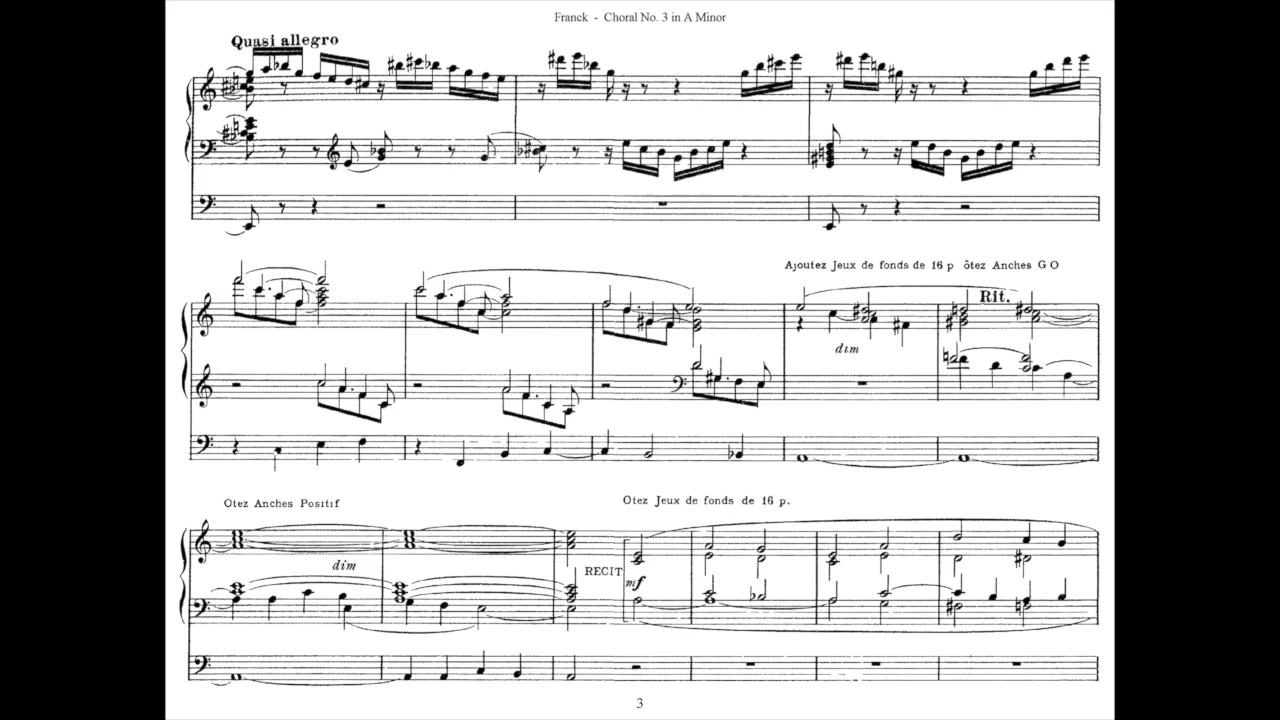 Franck - Choral No. 3 in A Minor
Quasi allegro
Ajoutez Jeux de fonds de 16 p ôtez Anches G O
Rit.
dim
Otez Anches Positif
Otez Jeux de fonds de 16 p.
dim
RECIT
mf
3